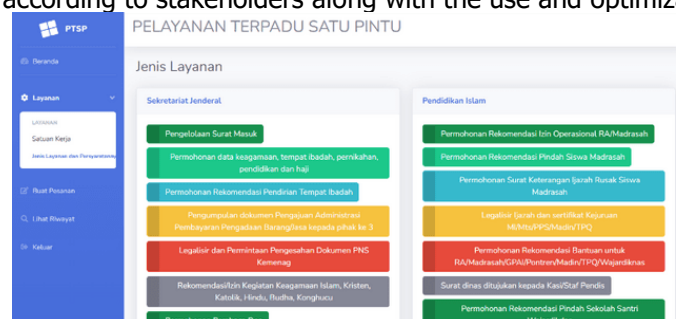 according to stakeholders along with the use and optimiza
PTSP
PELAYANAN TERPADU SATU PINTU
Beranda
Layanan
LAYANAN
Satuan Kerja
Jenis Layanan dan Persyaratannya
Buat Pesanan
Lihat Riwayat
Keluar
Jenis Layanan
Sekretariat Jenderal
Pengelolaan Surat Masuk
Permohonan data keagamaan, tempat ibadah, pernikahan,
pendidikan dan haji
Permohonan Rekomendasi Pendirian Tempat Ibadah
Pengumpulan dokumen Pengajuan Administrasi
Pembayaran Pengadaan Barang/Jasa kepada pihak ke 3
Legalisir dan Permintaan Pengesahan Dokumen PNS
Kemenag
Rekomendasi/Izin Kegiatan Keagamaan Islam, Kristen,
Katolik, Hindu, Budha, Konghucu
Pendidikan Islam
Permohonan Rekomendasi Izin Operasional RA/Madrasah
Permohonan Rekomendasi Pindah Siswa Madrasah
Permohonan Surat Keterangan Ijazah Rusak Siswa
Madrasah
Legalisir Ijazah dan sertifikat Kejuruan
MI/Mts/PPS/Madin/TPQ
Permohonan Rekomendasi Bantuan untuk
RA/Madrasah/GPAI/Pontren/Madin/TPQ/Wajardiknas
Surat dinas ditujukan kepada Kasi/Staf Pendis
Permohonan Rekomendasi Pindah Sekolah Santri